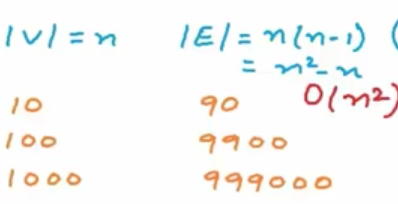 |V| = n |E| = n(n-1) (
= n²-n
10 90 O(n²)
100 9900
1000 999000